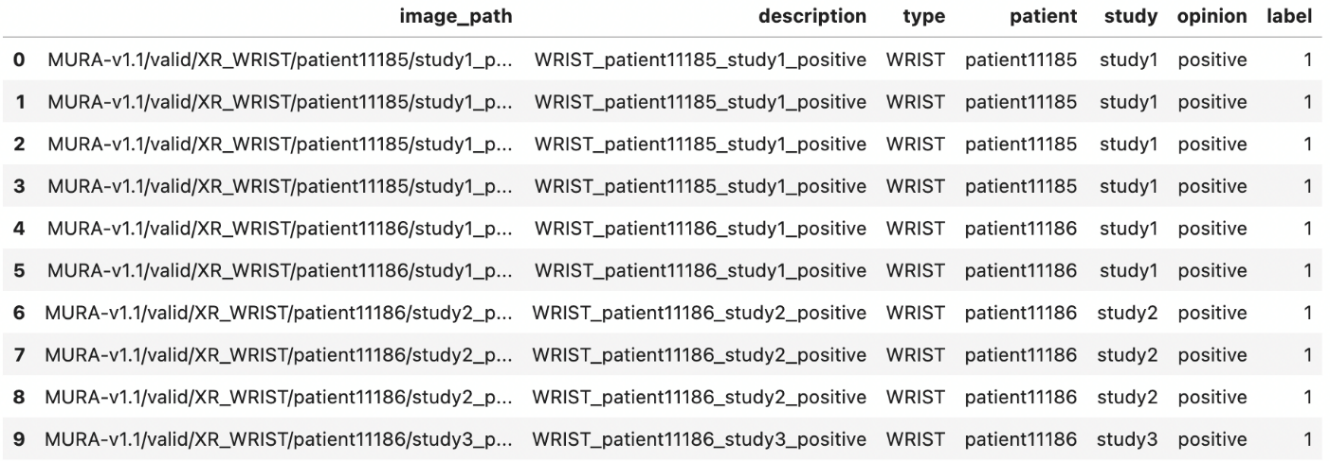 image_path description type patient study opinion label
0 MURA-v1.1/valid/XR_WRIST/patient11185/study1_p... WRIST_patient11185_study1_positive WRIST patient11185 study1 positive 1
1 MURA-v1.1/valid/XR_WRIST/patient11185/study1_p... WRIST_patient11185_study1_positive WRIST patient11185 study1 positive 1
2 MURA-v1.1/valid/XR_WRIST/patient11185/study1_p... WRIST_patient11185_study1_positive WRIST patient11185 study1 positive 1
3 MURA-v1.1/valid/XR_WRIST/patient11185/study1_p... WRIST_patient11185_study1_positive WRIST patient11185 study1 positive 1
4 MURA-v1.1/valid/XR_WRIST/patient11186/study1_p... WRIST_patient11186_study1_positive WRIST patient11186 study1 positive 1
5 MURA-v1.1/valid/XR_WRIST/patient11186/study1_p... WRIST_patient11186_study1_positive WRIST patient11186 study1 positive 1
6 MURA-v1.1/valid/XR_WRIST/patient11186/study2_p... WRIST_patient11186_study2_positive WRIST patient11186 study2 positive 1
7 MURA-v1.1/valid/XR_WRIST/patient11186/study2_p... WRIST_patient11186_study2_positive WRIST patient11186 study2 positive 1
8 MURA-v1.1/valid/XR_WRIST/patient11186/study2_p... WRIST_patient11186_study2_positive WRIST patient11186 study2 positive 1
9 MURA-v1.1/valid/XR_WRIST/patient11186/study3_p... WRIST_patient11186_study3_positive WRIST patient11186 study3 positive 1